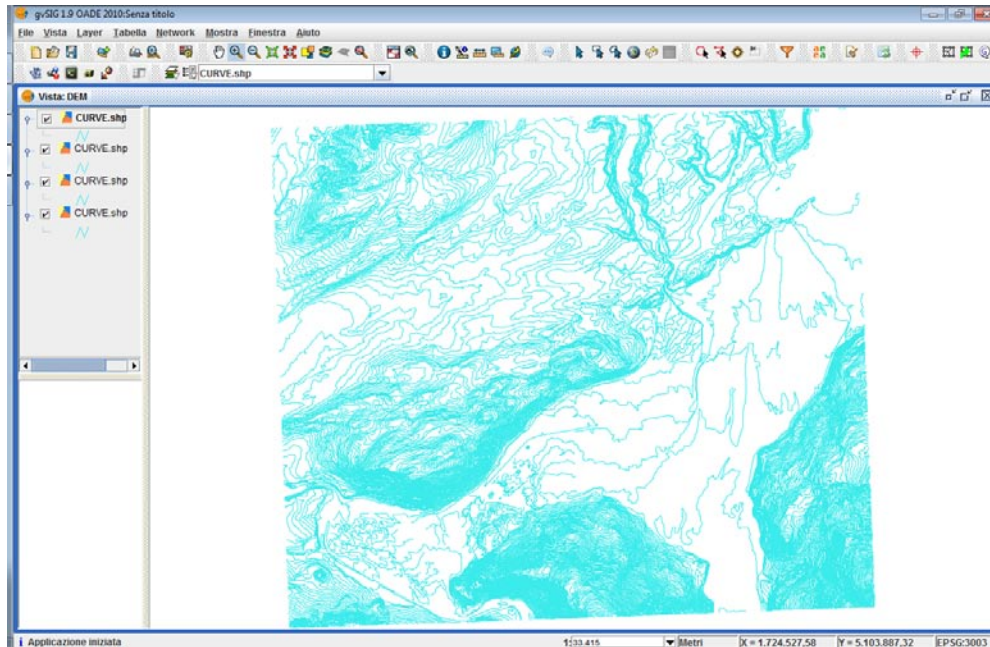 gvSIG 1.9 OADE 2010:Senza titolo
File Vista Layer Tabella Network Mostra Finestra Aiuto
CURVE.shp
Vista: DEM
CURVE.shp
CURVE.shp
CURVE.shp
CURVE.shp
Applicazione iniziata 1:33.415 Metri X = 1.724.527,58 Y = 5.103.887,32 EPSG:3003